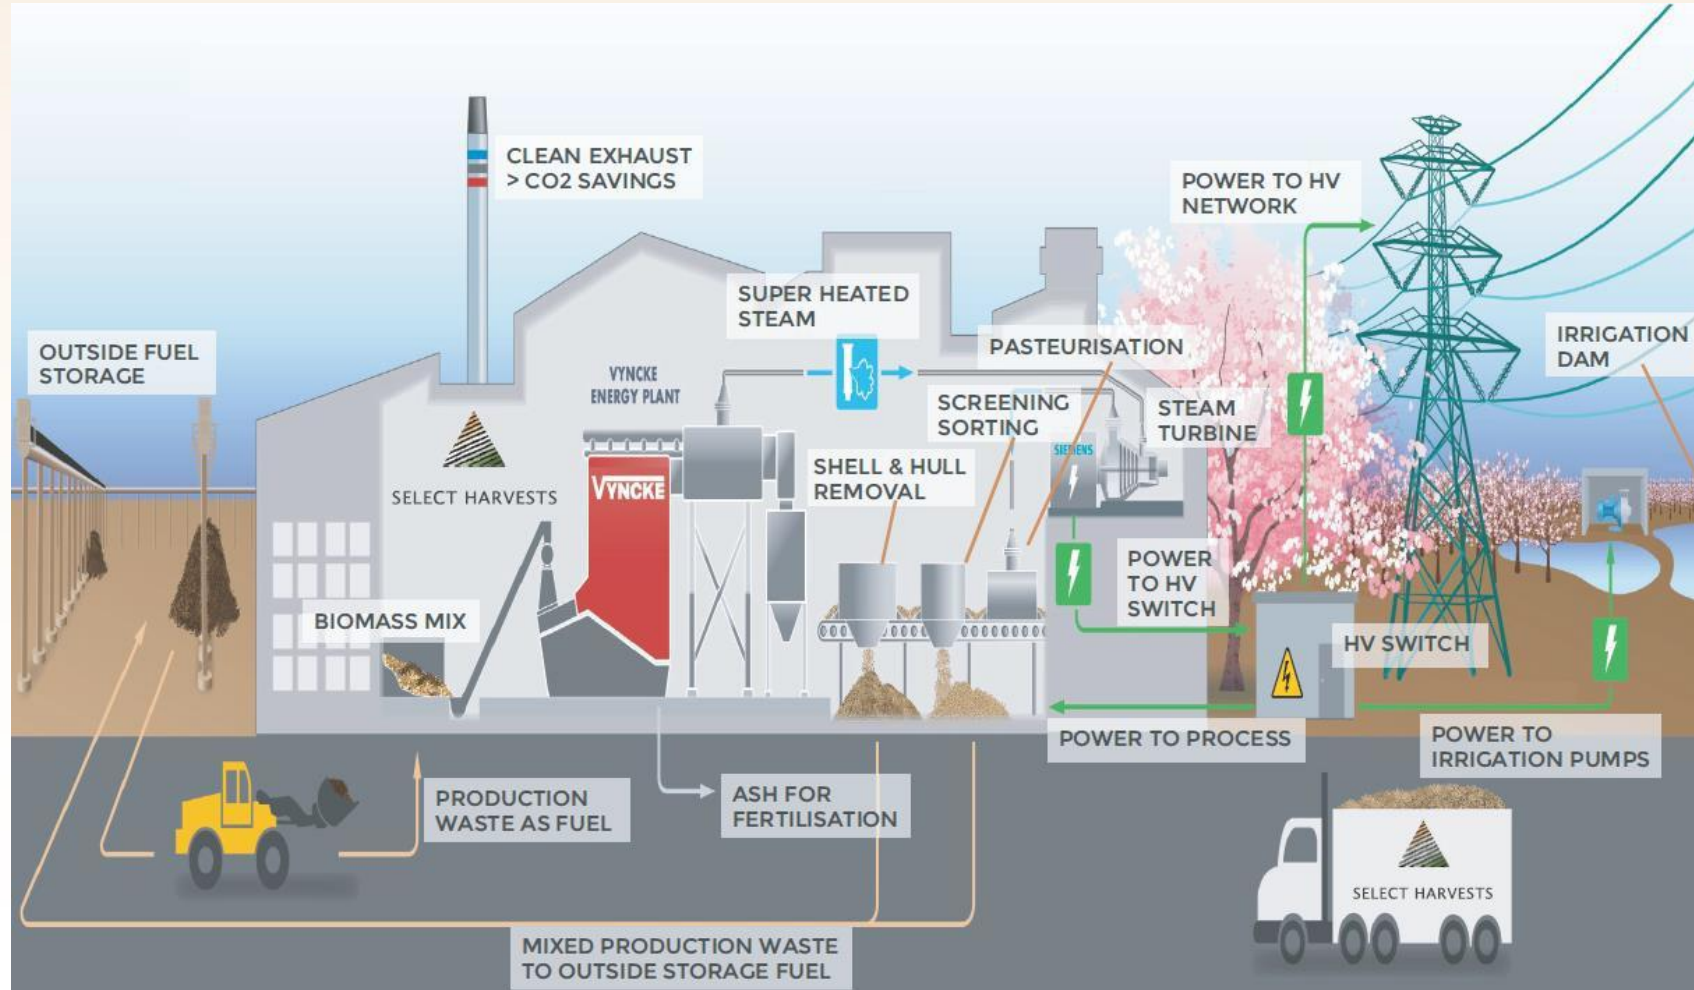 CLEAN EXHAUST
> CO2 SAVINGS
POWER TO HV
NETWORK
SUPER HEATED
STEAM
OUTSIDE FUEL
STORAGE
PASTEURISATION
IRRIGATION
DAM
VYNCKE
ENERGY PLANT
SCREENING
SORTING
STEAM
TURBINE
SIEMENS
SHELL & HULL
REMOVAL
VYNCKE
SELECT HARVESTS
POWER
TO HV
SWITCH
BIOMASS MIX
HV SWITCH
POWER TO PROCESS
POWER TO
IRRIGATION PUMPS
PRODUCTION
WASTE AS FUEL
ASH FOR
FERTILISATION
SELECT HARVESTS
MIXED PRODUCTION WASTE
TO OUTSIDE STORAGE FUEL